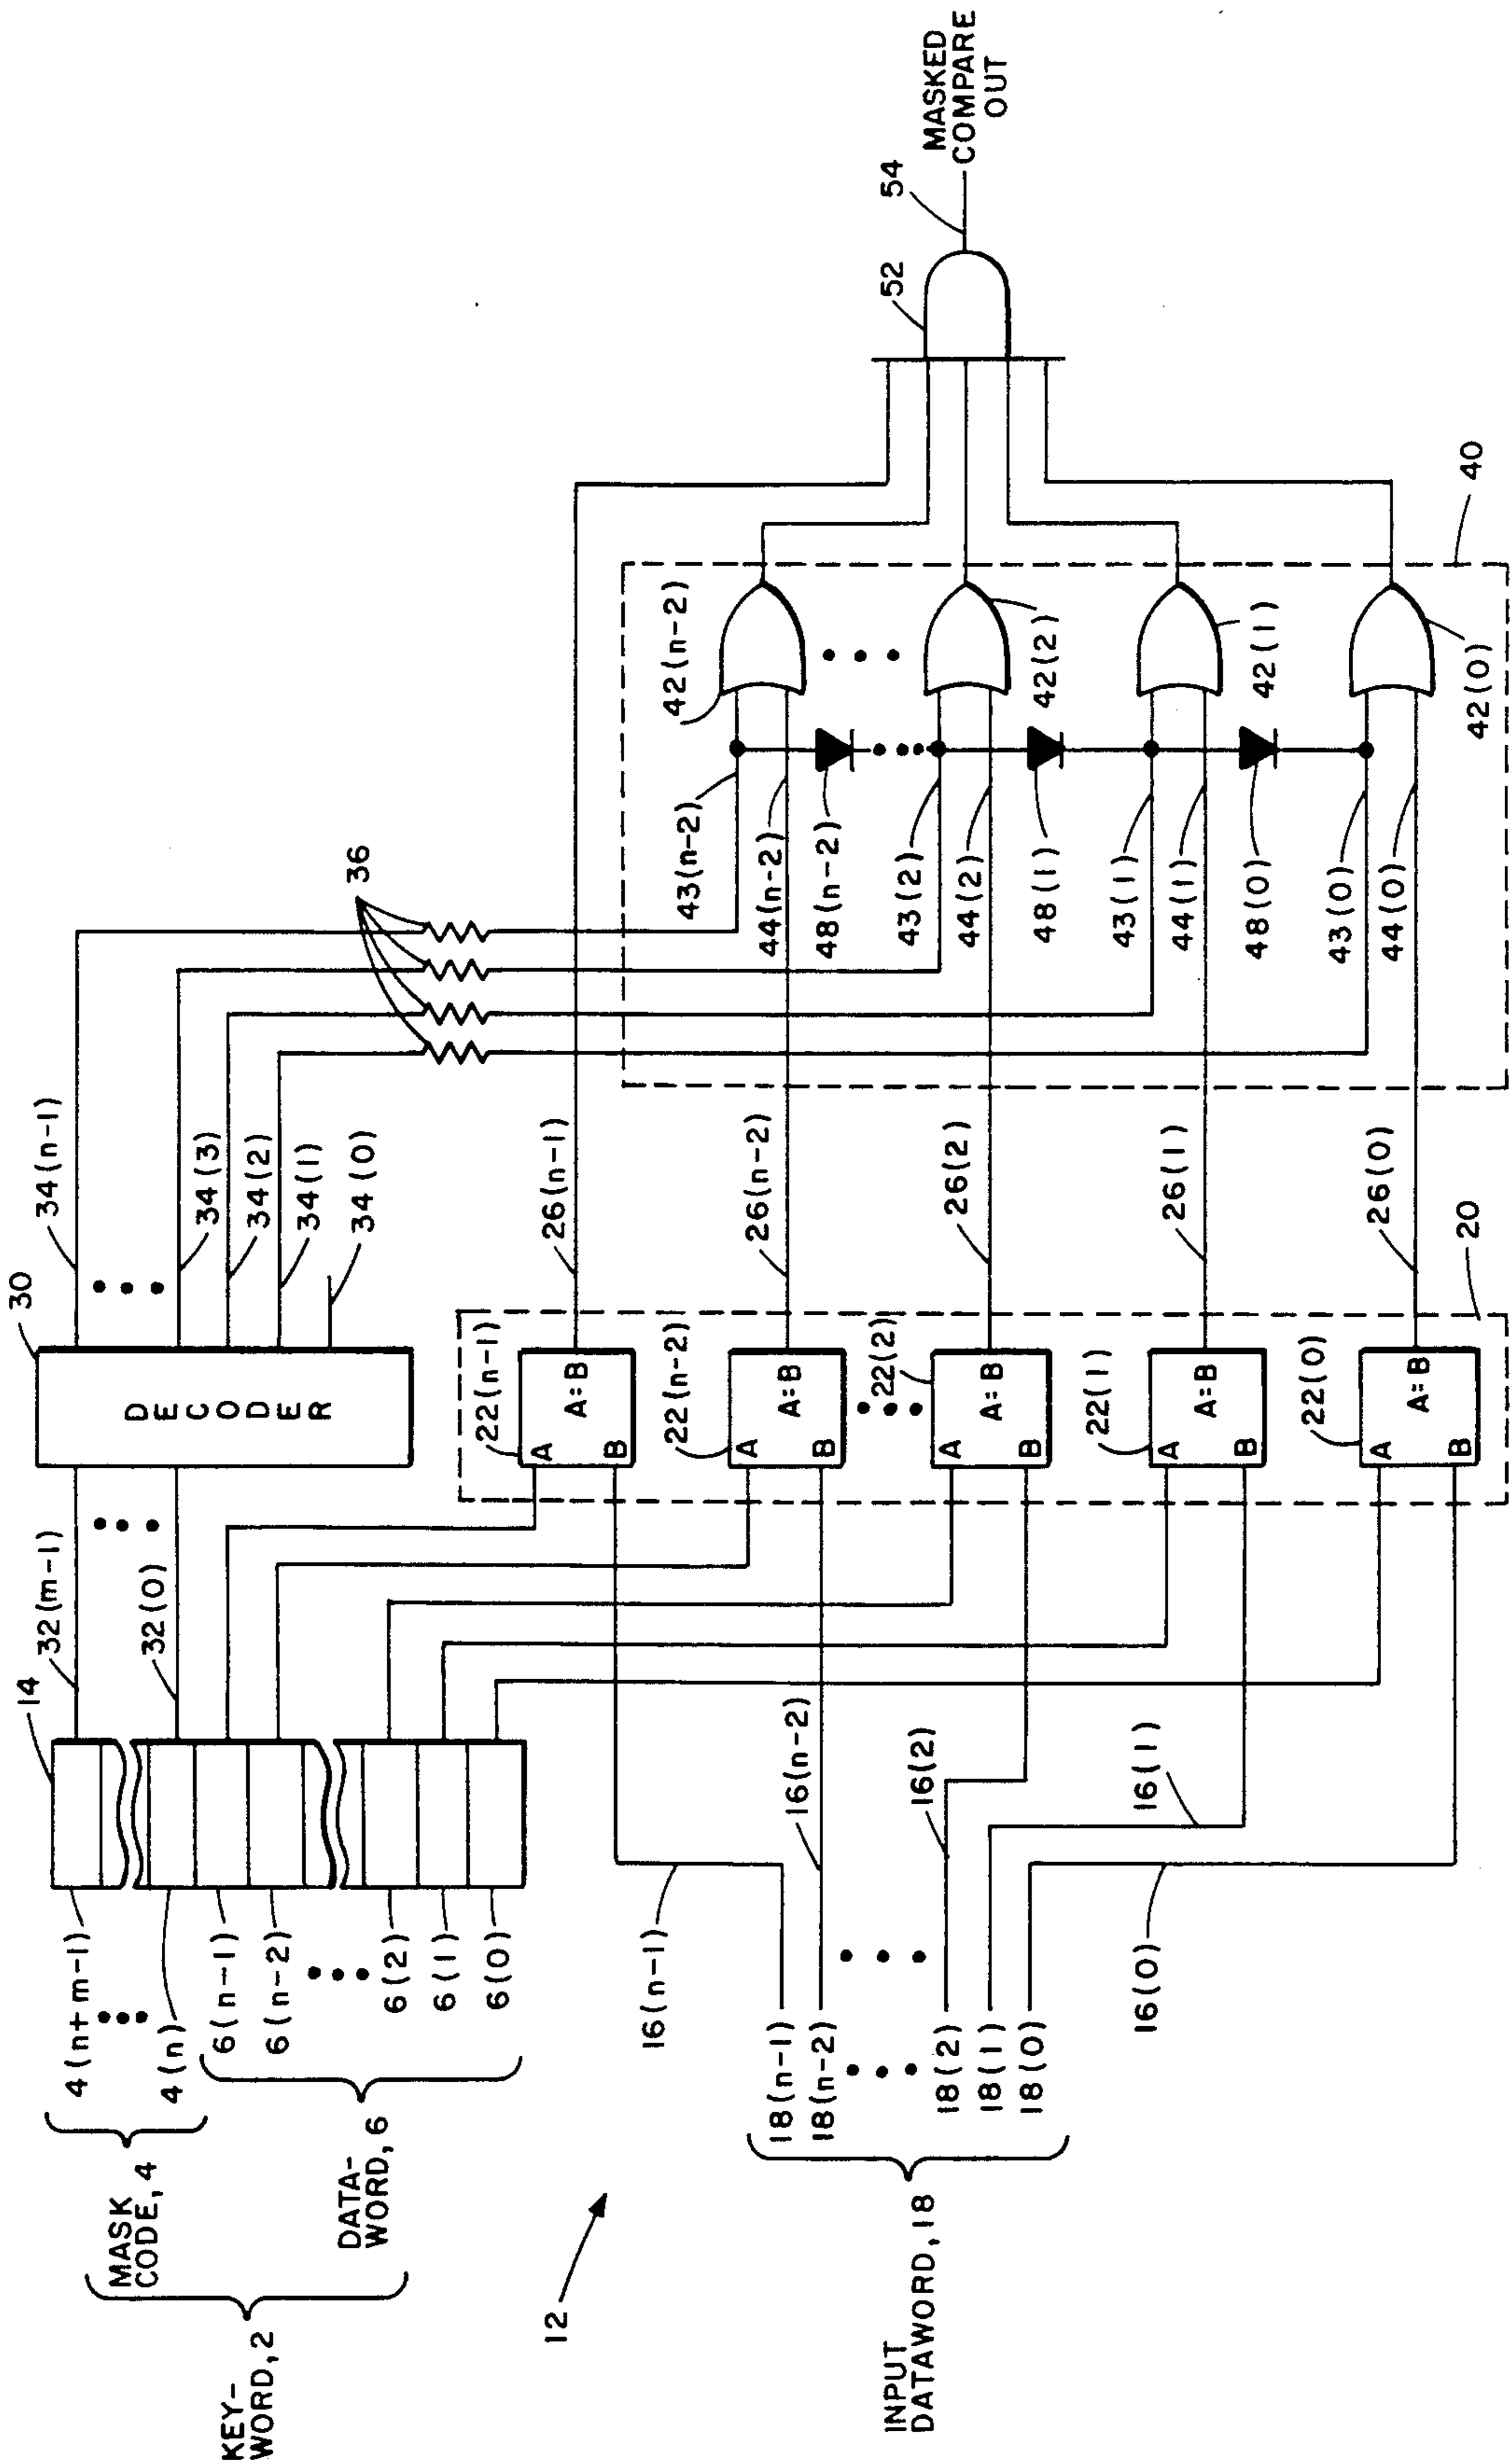 KEY-
WORD, 2
MASK
CODE, 4
DATA-
WORD, 6
4(n+m-1)
4(n)
6(n-1)
6(n-2)
6(2)
6(1)
6(0)
14
32(m-1)
32(0)
30
DECODER
34(n-1)
34(3)
34(2)
34(1)
34(0)
36
12
INPUT
DATAWORD, 18
18(n-1)
18(n-2)
18(2)
18(1)
18(0)
16(n-1)
16(n-2)
16(2)
16(1)
16(0)
22(n-1)
A
B
A=B
22(n-2)
A
B
A=B
22(2)
A
B
A=B
22(1)
A
B
A=B
22(0)
A
B
A=B
20
26(n-1)
26(n-2)
26(2)
26(1)
26(0)
43(n-2)
44(n-2)
48(n-2)
43(2)
44(2)
48(1)
43(1)
44(1)
48(0)
43(0)
44(0)
42(n-2)
42(2)
42(1)
42(0)
40
52
54
MASKED
COMPARE
OUT